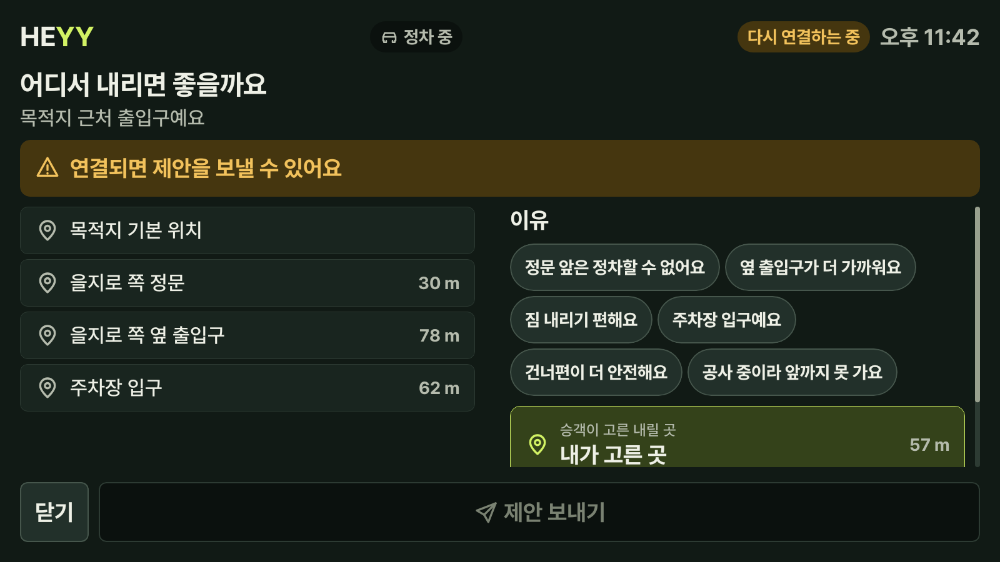 HEYY
정차 중
다시 연결하는 중
오후 11:42
어디서 내리면 좋을까요
목적지 근처 출입구예요
연결되면 제안을 보낼 수 있어요
목적지 기본 위치
을지로 쪽 정문 30 m
을지로 쪽 옆 출입구 78 m
주차장 입구 62 m
이유
정문 앞은 정차할 수 없어요
옆 출입구가 더 가까워요
짐 내리기 편해요
주차장 입구예요
건너편이 더 안전해요
공사 중이라 앞까지 못 가요
승객이 고른 내릴 곳
내가 고른 곳
57 m
닫기
제안 보내기